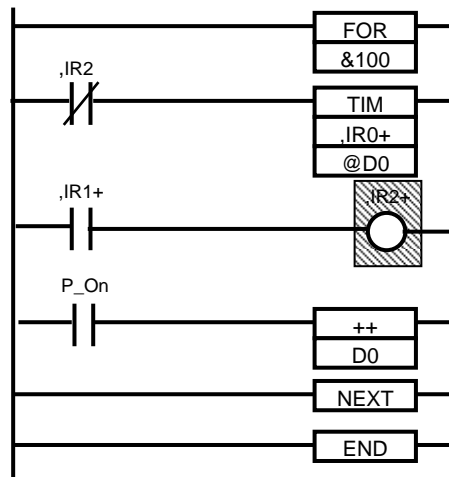 FOR
&100
,IR2
TIM
,IR0+
@D0
,IR1+
,IR2+
P_On
++
D0
NEXT
END